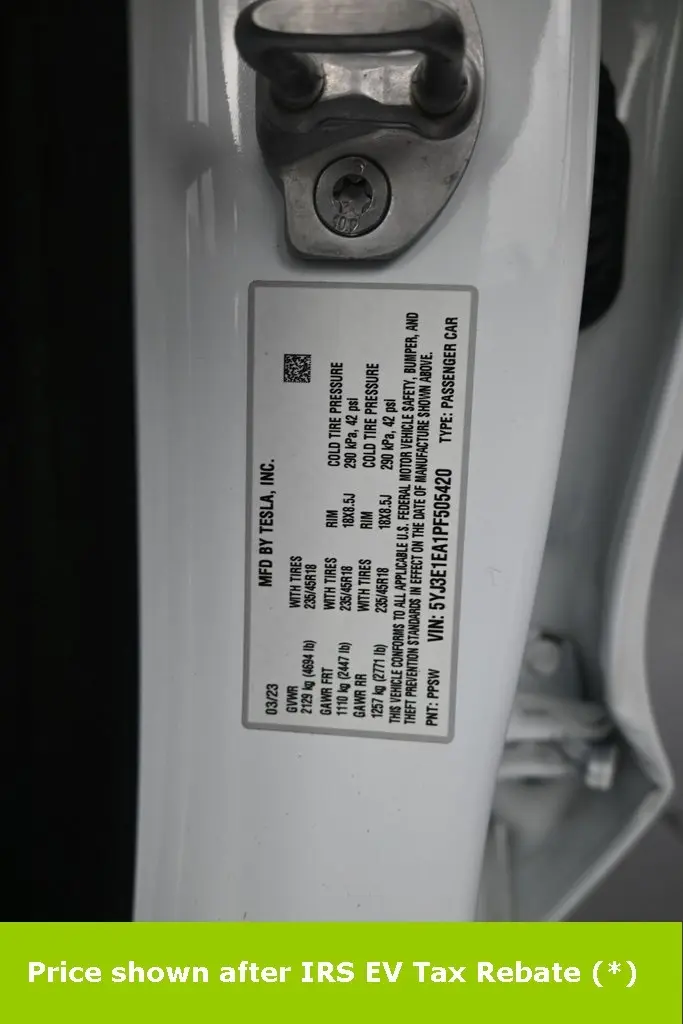 MFD BY TESLA, INC.
03/23
GVWR WITH TIRES
2129 kg (4694 lb) 235/45R18
GAWR FRT WITH TIRES RIM COLD TIRE PRESSURE
1110 kg (2447 lb) 235/45R18 18X8.5J 290 kPa, 42 psi
GAWR RR WITH TIRES RIM COLD TIRE PRESSURE
1257 kg (2771 lb) 235/45R18 18X8.5J 290 kPa, 42 psi
THIS VEHICLE CONFORMS TO ALL APPLICABLE U.S. FEDERAL MOTOR VEHICLE SAFETY, BUMPER, AND
THEFT PREVENTION STANDARDS IN EFFECT ON THE DATE OF MANUFACTURE SHOWN ABOVE.
PNT: PPSW VIN: 5YJ3E1EA1PF505420 TYPE: PASSENGER CAR
Price shown after IRS EV Tax Rebate (*)